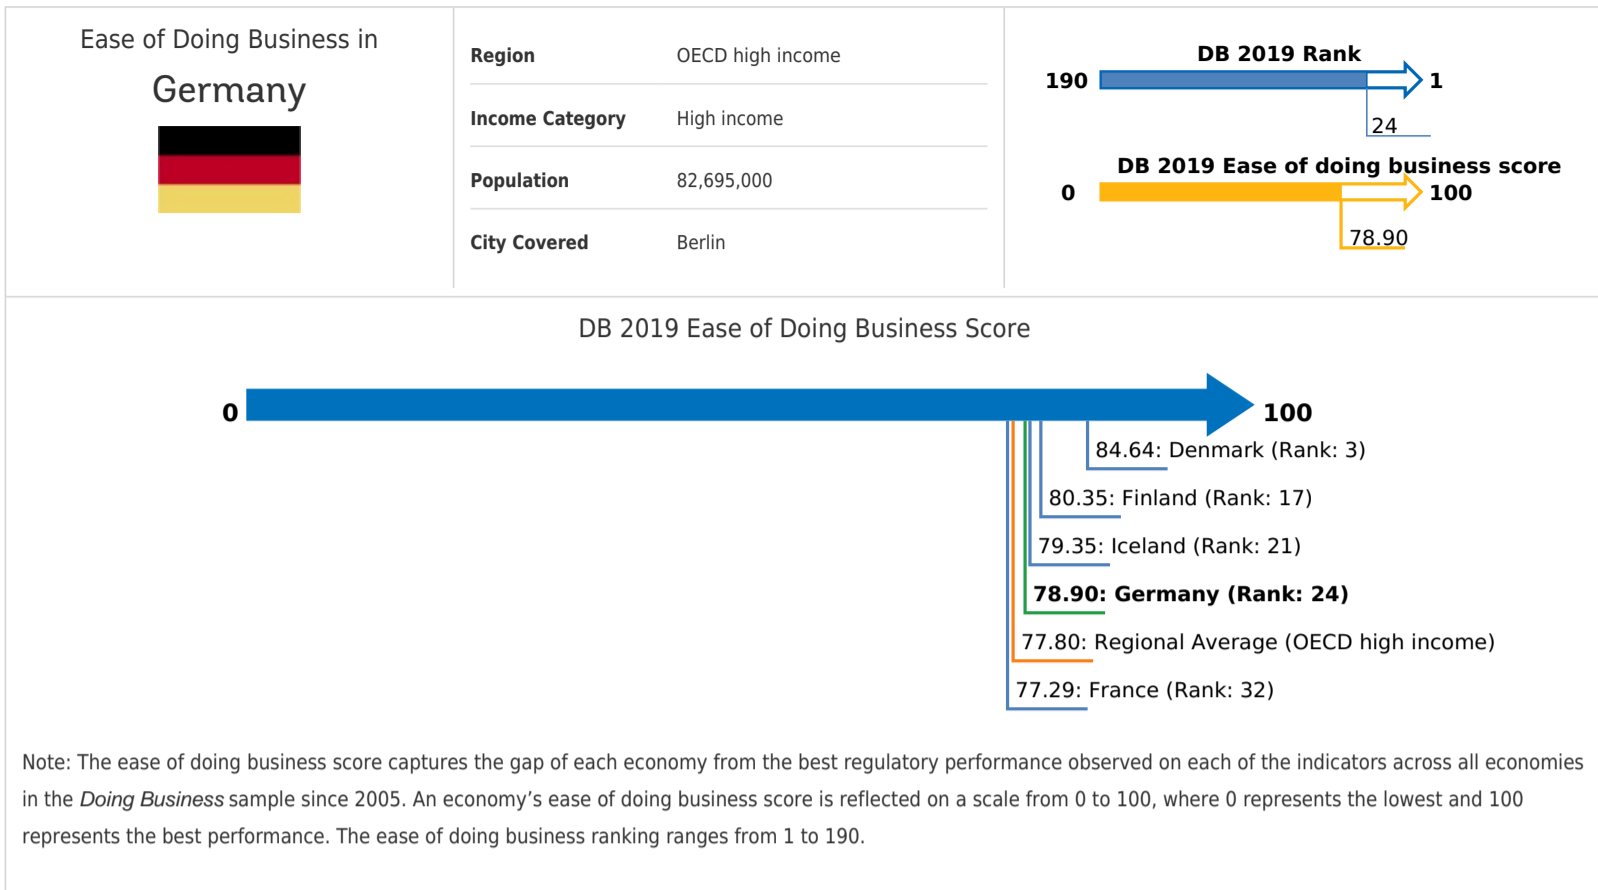 Ease of Doing Business in
Germany
Region OECD high income
Income Category High income
Population 82,695,000
City Covered Berlin
DB 2019 Rank
190 1
24
DB 2019 Ease of doing business score
0 100
78.90
DB 2019 Ease of Doing Business Score
0 100
84.64: Denmark (Rank: 3)
80.35: Finland (Rank: 17)
79.35: Iceland (Rank: 21)
78.90: Germany (Rank: 24)
77.80: Regional Average (OECD high income)
77.29: France (Rank: 32)
Note: The ease of doing business score captures the gap of each economy from the best regulatory performance observed on each of the indicators across all economies
in the Doing Business sample since 2005. An economy’s ease of doing business score is reflected on a scale from 0 to 100, where 0 represents the lowest and 100
represents the best performance. The ease of doing business ranking ranges from 1 to 190.